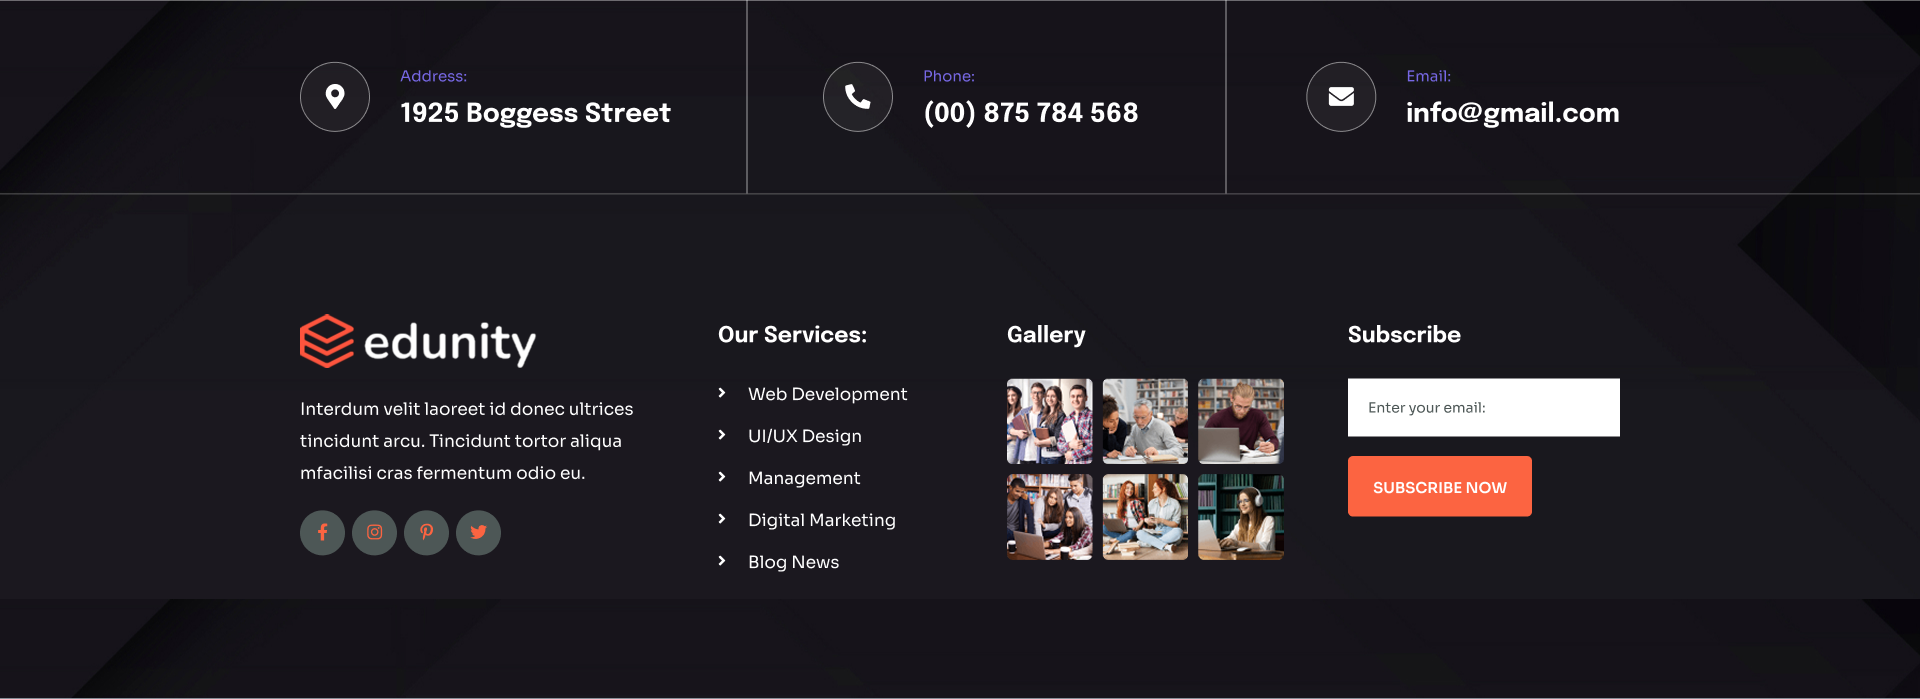 Address:
1925 Boggess Street
Phone:
(00) 875 784 568
Email:
info@gmail.com
edunity
Interdum velit laoreet id donec ultrices
tincidunt arcu. Tincidunt tortor aliqua
mfacilisi cras fermentum odio eu.
Our Services:
Web Development
UI/UX Design
Management
Digital Marketing
Blog News
Gallery
Subscribe
Enter your email:
SUBSCRIBE NOW